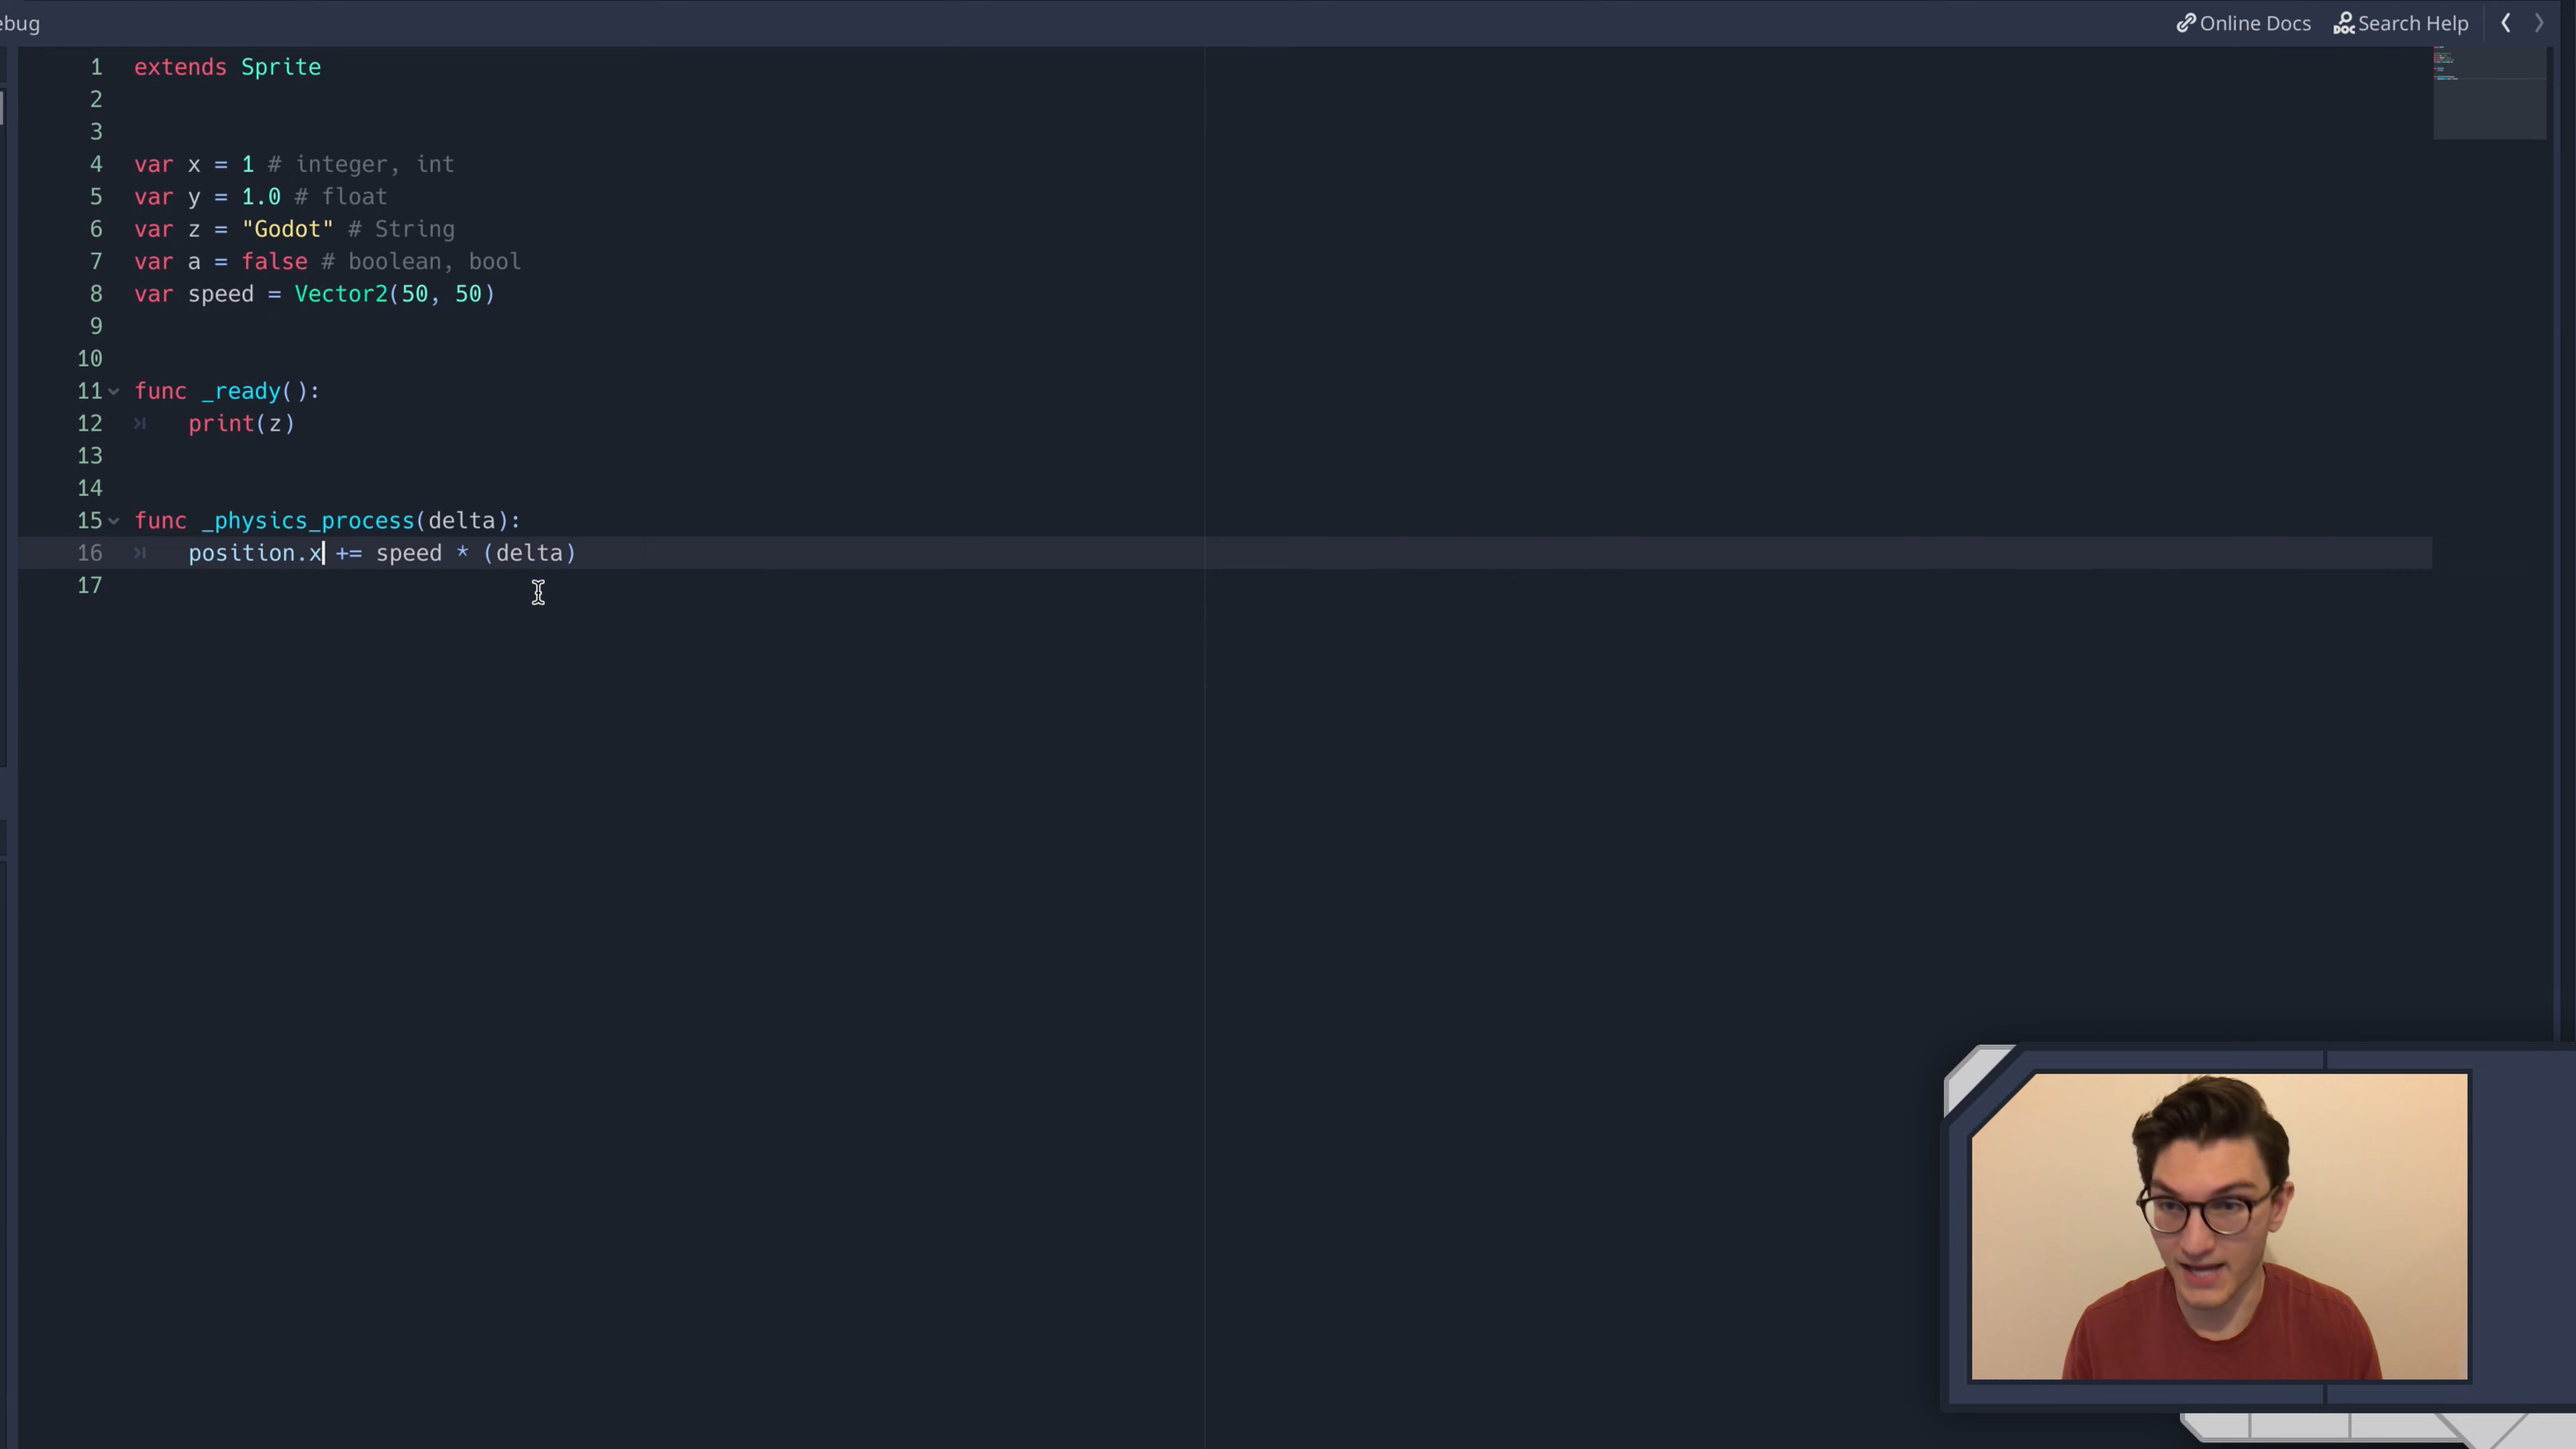 ebug
Online Docs
DOC Search Help
1 extends Sprite
2
3
4 var x = 1 # integer, int
5 var y = 1.0 # float
6 var z = "Godot" # String
7 var a = false # boolean, bool
8 var speed = Vector2(50, 50)
9
10
11 func _ready():
12 print(z)
13
14
15 func _physics_process(delta):
16 position.x += speed * (delta)
17